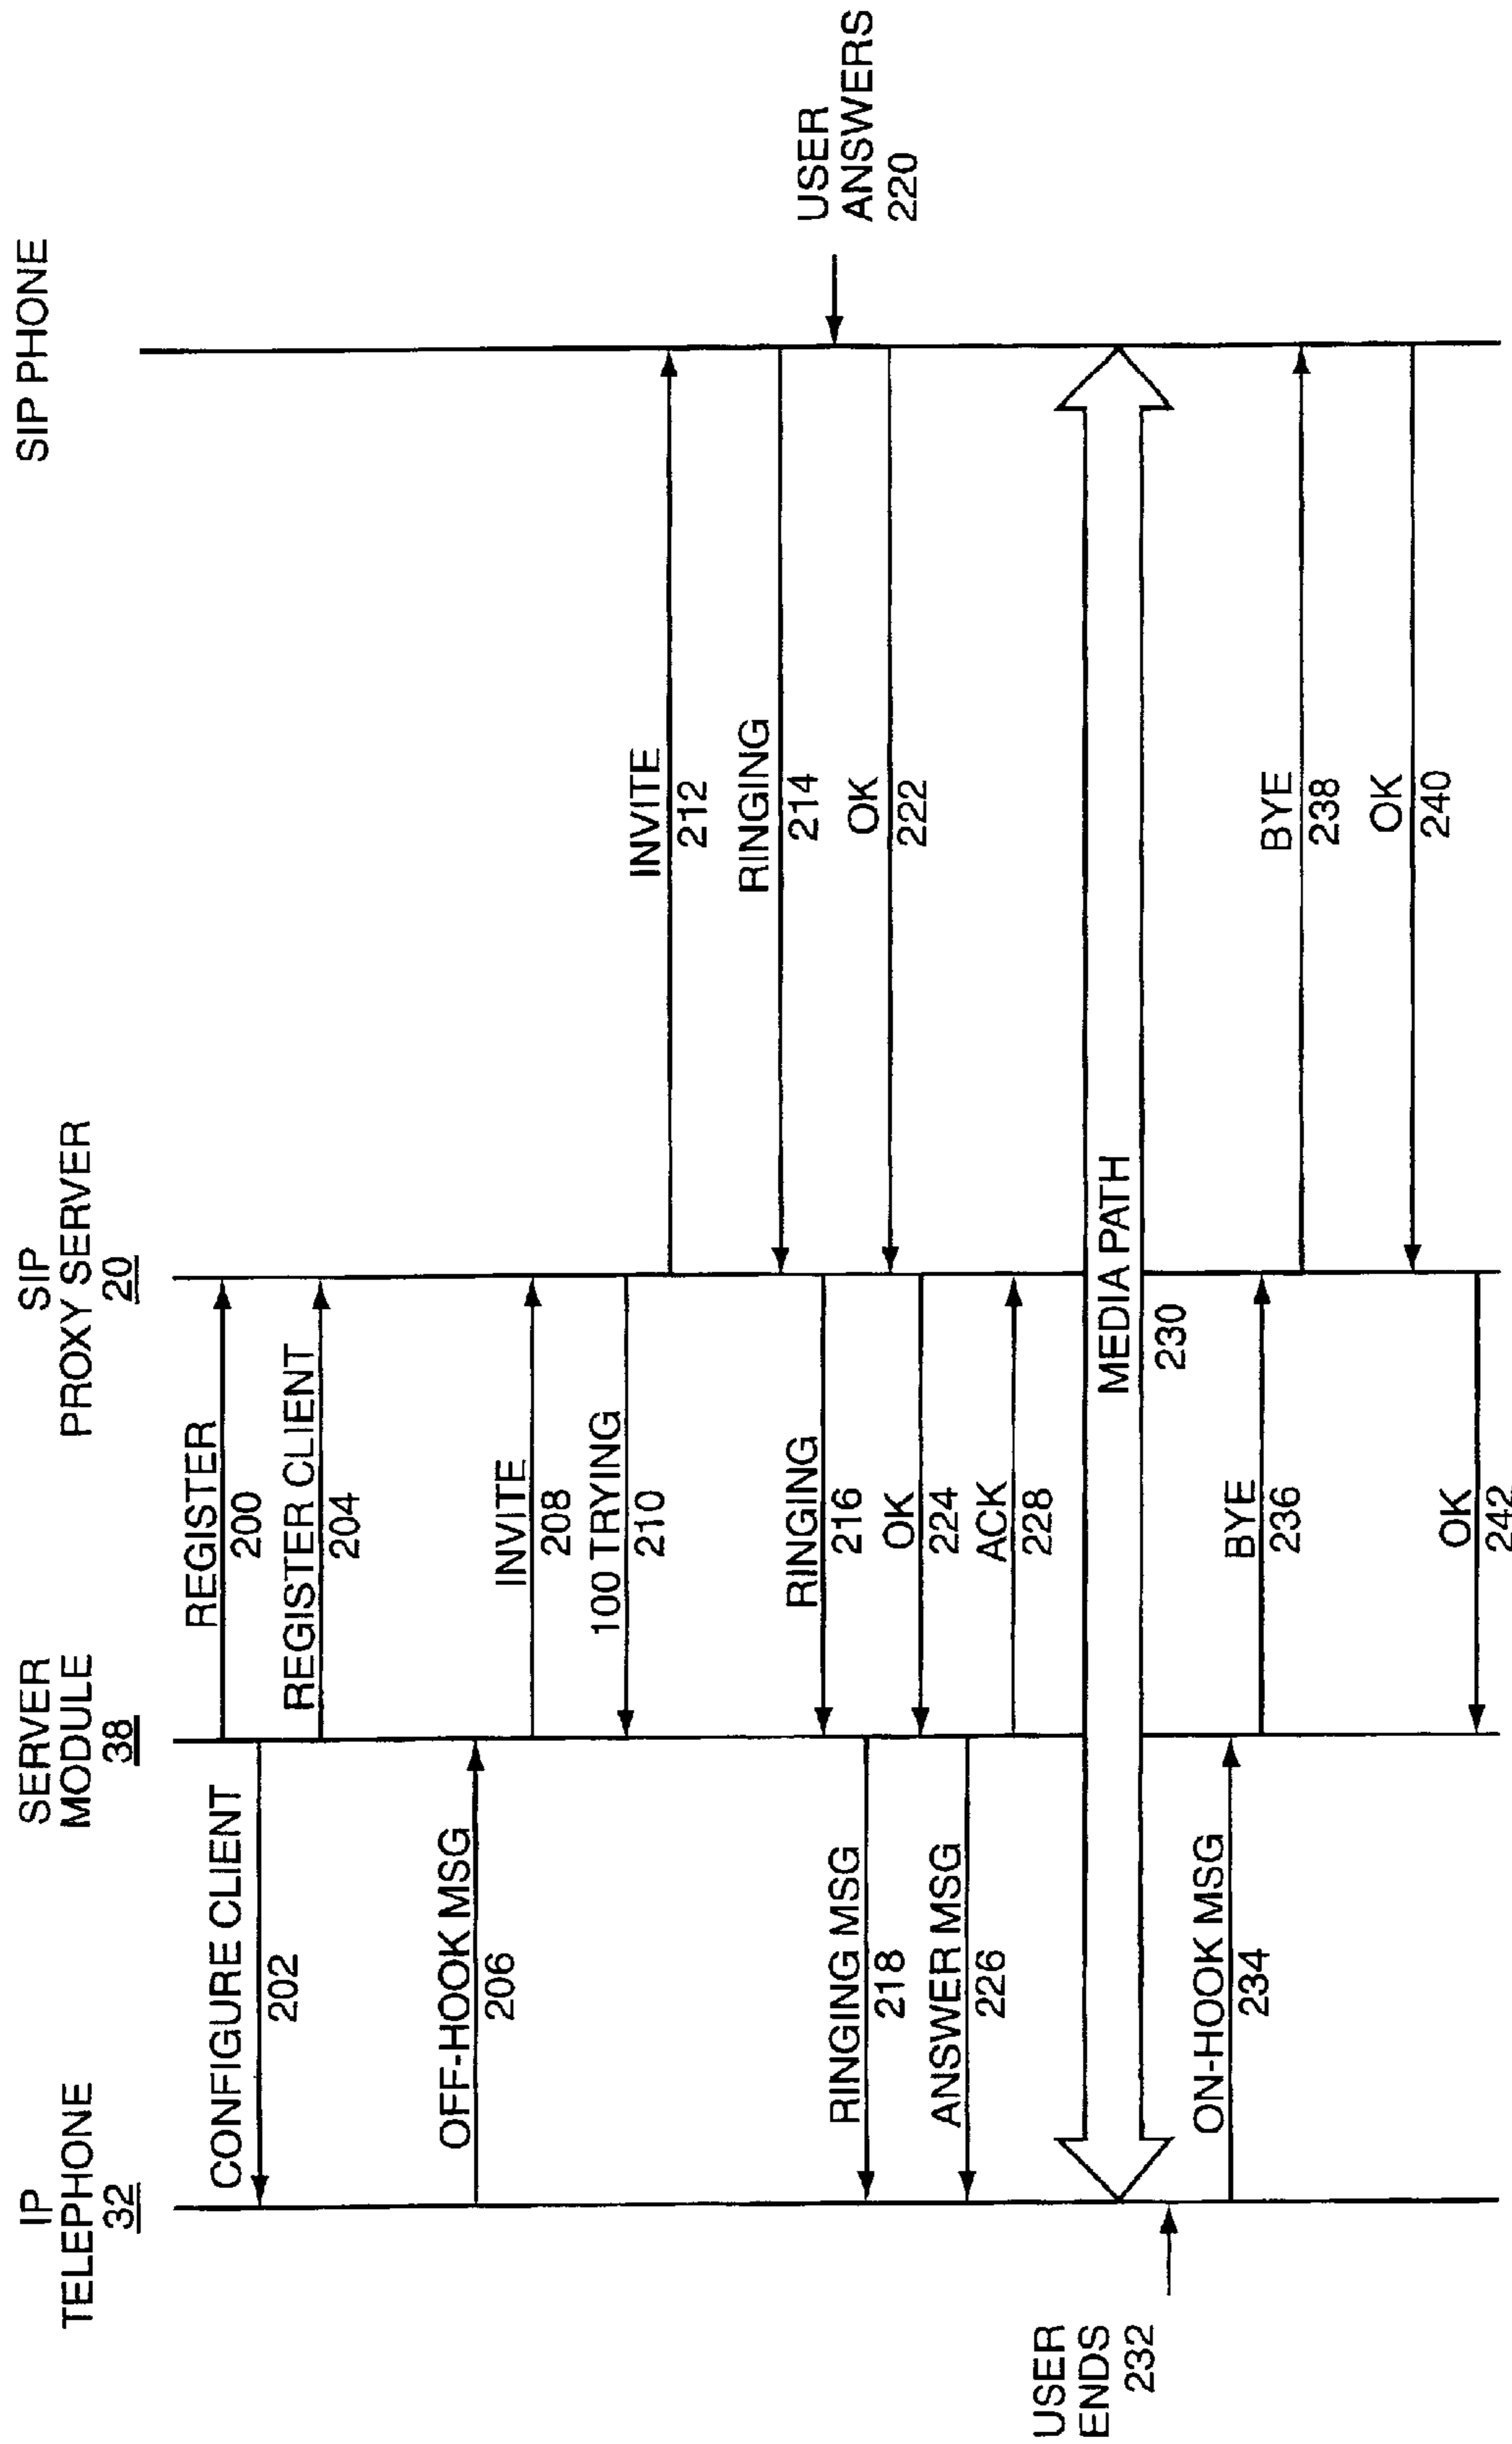 IP
TELEPHONE
32
SERVER
MODULE
38
SIP
PROXY SERVER
20
SIP PHONE
REGISTER
200
CONFIGURE CLIENT
202
REGISTER CLIENT
204
OFF-HOOK MSG
206
INVITE
208
100 TRYING
210
INVITE
212
RINGING
214
RINGING
216
RINGING MSG
218
USER
ANSWERS
220
OK
222
OK
224
ANSWER MSG
226
ACK
228
MEDIA PATH
230
USER
ENDS
232
ON-HOOK MSG
234
BYE
236
BYE
238
OK
240
OK
242